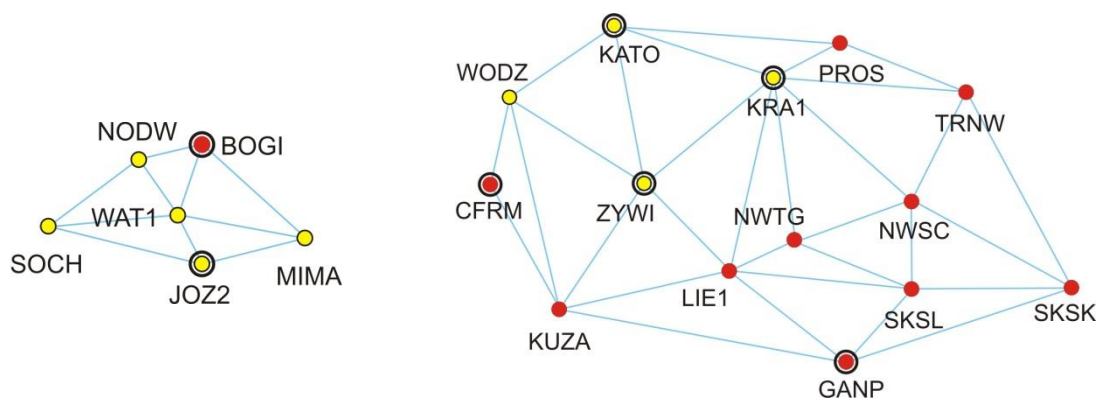 NODW
BOGI
WAT1
SOCH
JOZ2
MIMA
KATO
WODZ
PROS
KRA1
TRNW
CFRM
ZYWI
NWTG
NWSC
LIE1
SKSL
SKSK
KUZA
GANP